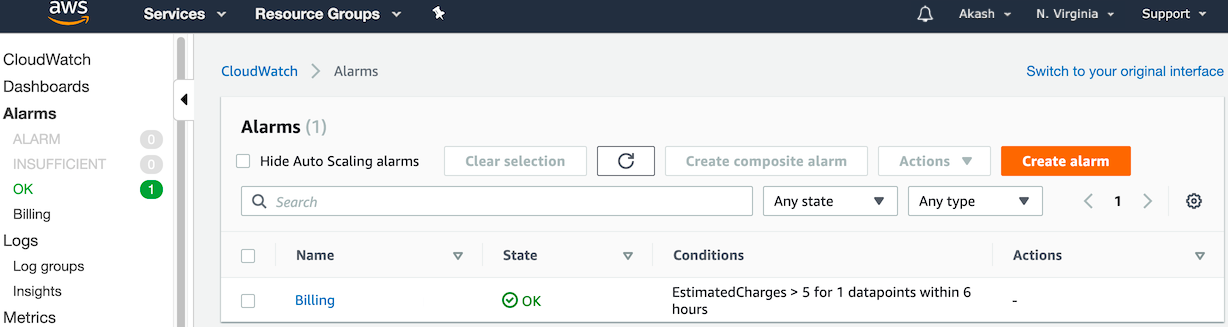 aws Services Resource Groups Akash N. Virginia Support
CloudWatch
Dashboards
Alarms
ALARM 0
INSUFFICIENT 0
OK 1
Billing
Logs
Log groups
Insights
Metrics
CloudWatch Alarms Switch to your original interface
Alarms (1)
Hide Auto Scaling alarms Clear selection Create composite alarm Actions Create alarm
Search Any state Any type 1
Name State Conditions Actions
Billing OK EstimatedCharges > 5 for 1 datapoints within 6 -
hours